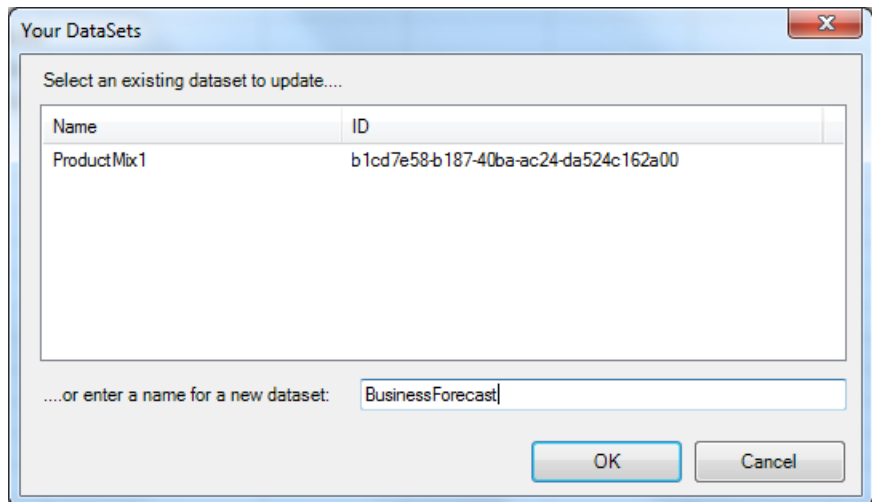 Your DataSets
Select an existing dataset to update....
Name ID
ProductMix1 b1cd7e58-b187-40ba-ac24-da524c162a00
....or enter a name for a new dataset: BusinessForecast
OK Cancel